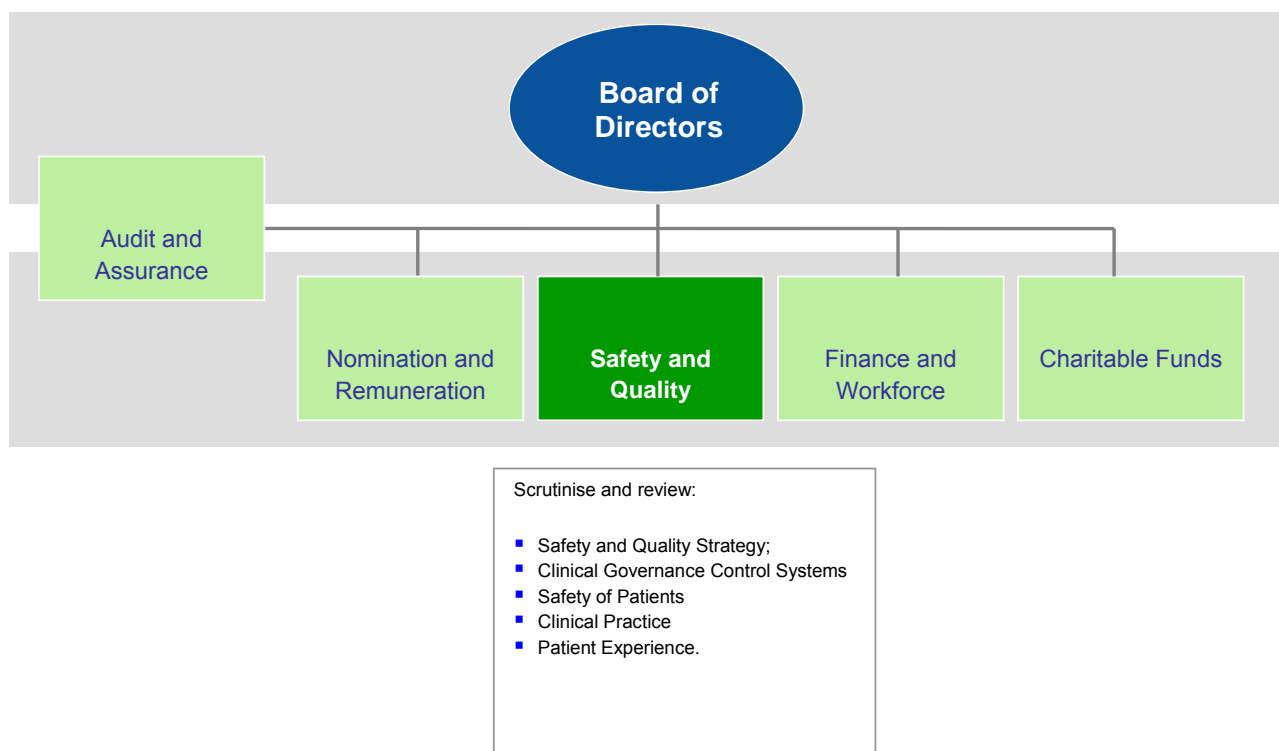 Board of
Directors
Audit and
Assurance
Nomination and
Remuneration
Safety and
Quality
Finance and
Workforce
Charitable Funds
Scrutinise and review:
▪ Safety and Quality Strategy;
▪ Clinical Governance Control Systems
▪ Safety of Patients
▪ Clinical Practice
▪ Patient Experience.